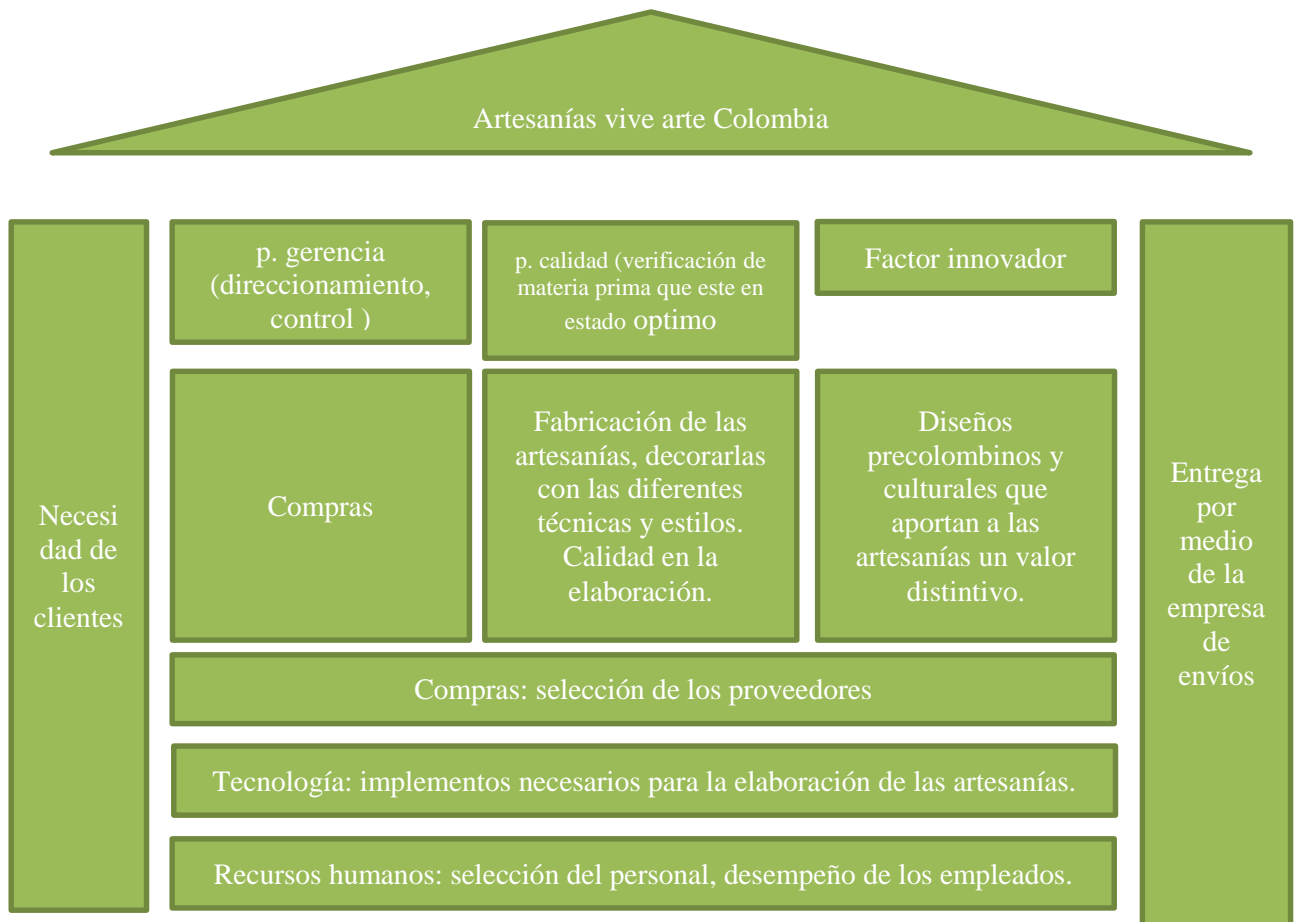 Artesanías vive arte Colombia
p. gerencia
(direccionamiento,
control )
p. calidad (verificación de
materia prima que este en
estado optimo
Factor innovador
Necesi
dad de
los
clientes
Compras
Fabricación de las
artesanías, decorarlas
con las diferentes
técnicas y estilos.
Calidad en la
elaboración.
Diseños
precolombinos y
culturales que
aportan a las
artesanías un valor
distintivo.
Entrega
por
medio
de la
empresa
de
envíos
Compras: selección de los proveedores
Tecnología: implementos necesarios para la elaboración de las artesanías.
Recursos humanos: selección del personal, desempeño de los empleados.